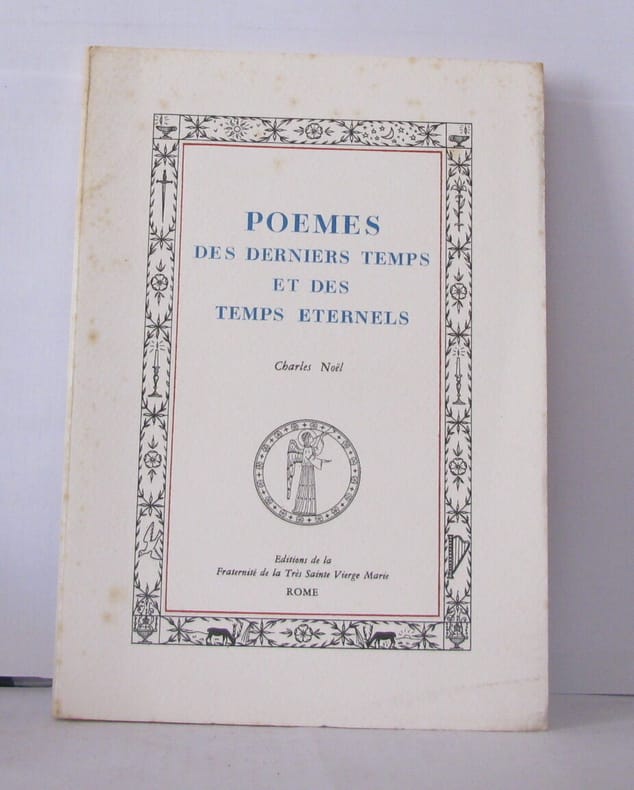 POEMES
DES DERNIERS TEMPS
ET DES
TEMPS ETERNELS
Charles Noël
Editions de la
Fraternité de la Très Sainte Vierge Marie
ROME